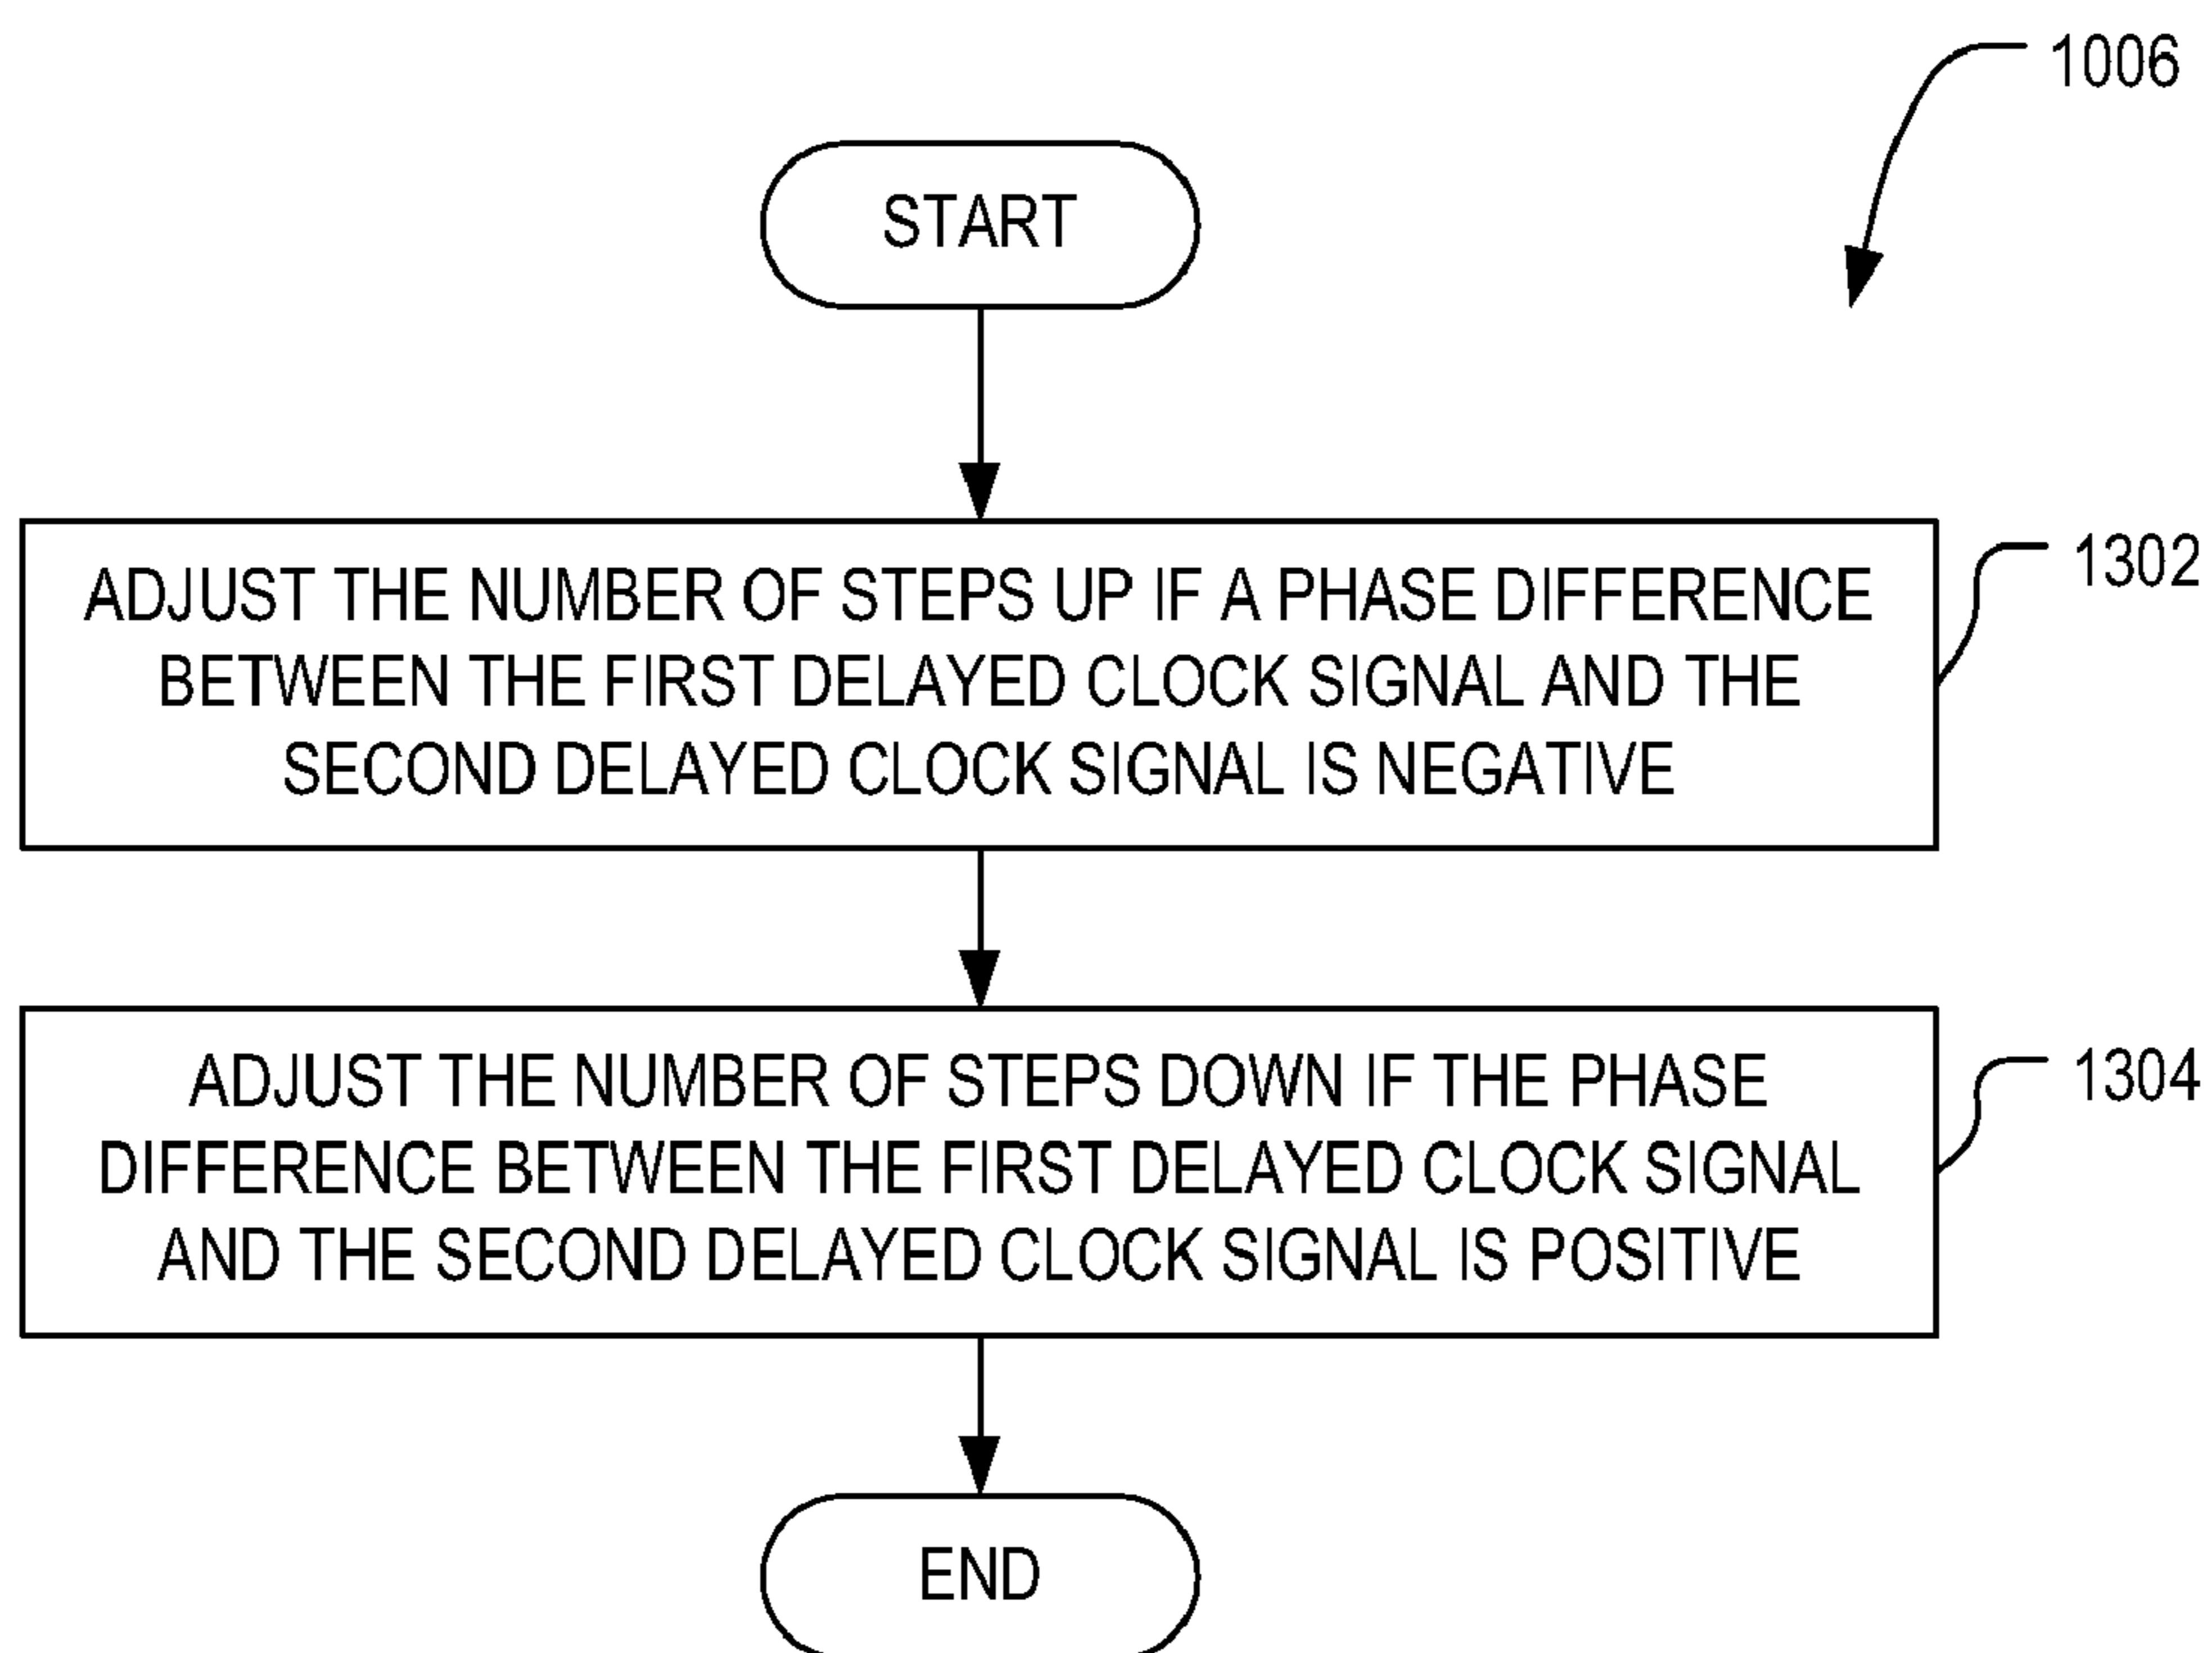 1006
START
ADJUST THE NUMBER OF STEPS UP IF A PHASE DIFFERENCE
BETWEEN THE FIRST DELAYED CLOCK SIGNAL AND THE
SECOND DELAYED CLOCK SIGNAL IS NEGATIVE
1302
ADJUST THE NUMBER OF STEPS DOWN IF THE PHASE
DIFFERENCE BETWEEN THE FIRST DELAYED CLOCK SIGNAL
AND THE SECOND DELAYED CLOCK SIGNAL IS POSITIVE
1304
END